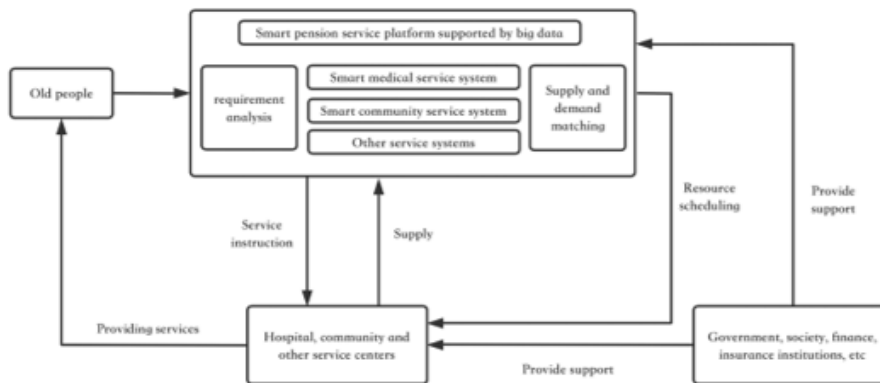 Smart pension service platform supported by big data
Old people
requirement
analysis
Smart medical service system
Smart community service system
Other service systems
Supply and
demand
matching
Service
instruction
Supply
Resource
scheduling
Provide
support
Providing services
Hospital, community and
other service centers
Provide support
Government, society, finance,
insurance institutions, etc